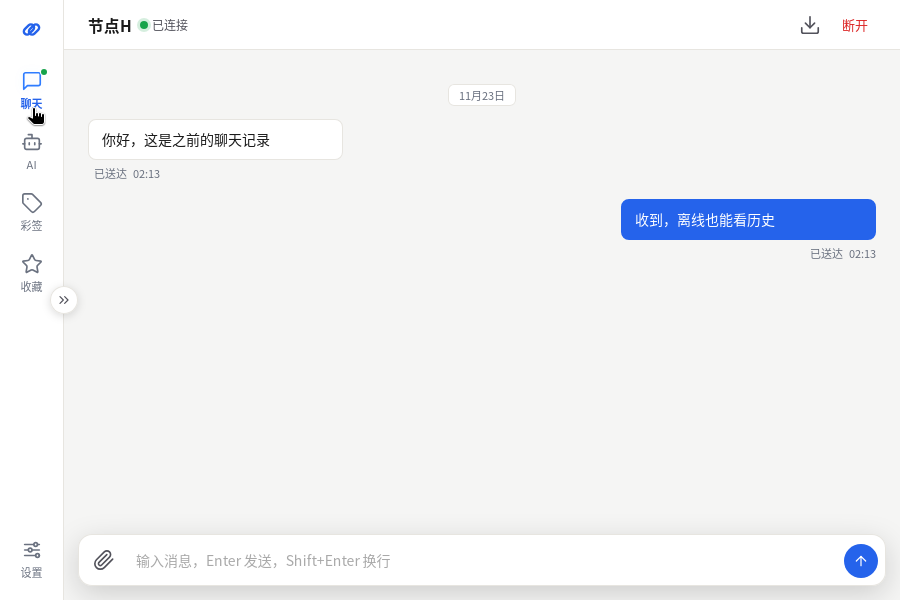 节点H
已连接
断开
聊天
AI
彩签
收藏
设置
11月23日
你好，这是之前的聊天记录
已送达 02:13
收到，离线也能看历史
已送达 02:13
输入消息，Enter 发送，Shift+Enter 换行